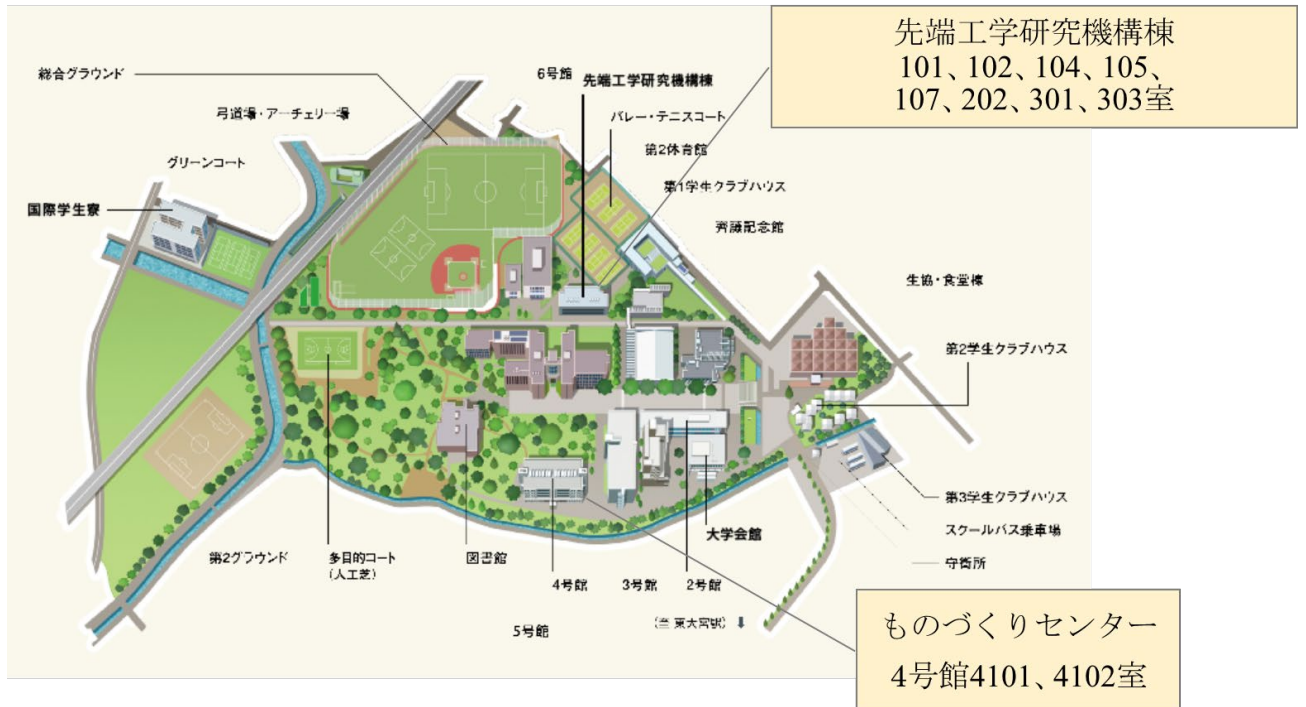 先端工学研究機構棟
101、102、104、105、
107、202、301、303室
総合グラウンド
6号館
先端工学研究機構棟
弓道場・アーチェリー場
バレー・テニスコート
グリーンコート
第2体育館
第1学生クラブハウス
国際学生寮
齊藤記念館
生協・食堂棟
第2学生クラブハウス
第3学生クラブハウス
スクールバス乗車場
守衛所
大学会館
第2グラウンド
多目的コート
(人工芝)
図書館
4号館
3号館
2号館
5号館
(至 東大宮駅) ⬇
ものづくりセンター
4号館4101、4102室